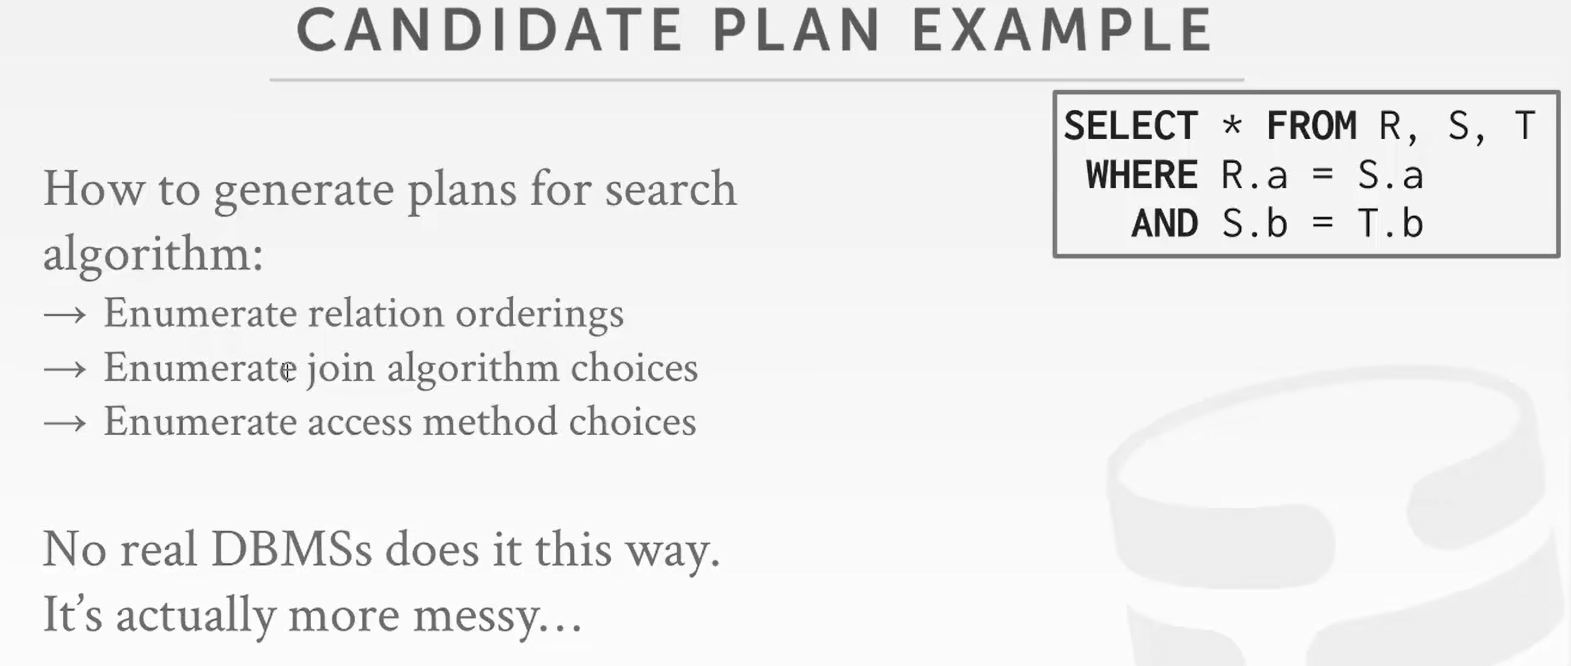 CANDIDATE PLAN EXAMPLE
SELECT * FROM R, S, T
WHERE R.a = S.a
AND S.b = T.b
How to generate plans for search
algorithm:
→ Enumerate relation orderings
→ Enumerate join algorithm choices
→ Enumerate access method choices
No real DBMSs does it this way.
It’s actually more messy…